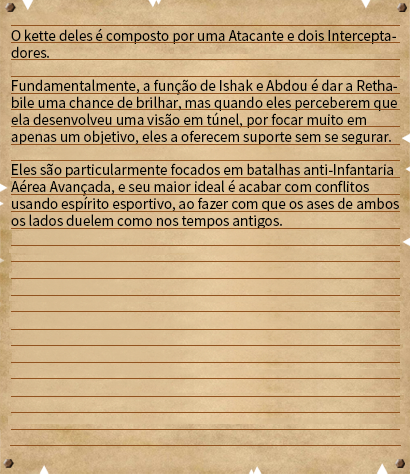 O kette deles é composto por uma Atacante e dois Intercepta-
dores.
Fundamentalmente, a função de Ishak e Abdou é dar a Retha-
bile uma chance de brilhar, mas quando eles perceberem que
ela desenvolveu uma visão em túnel, por focar muito em
apenas um objetivo, eles a oferecem suporte sem se segurar.
Eles são particularmente focados em batalhas anti-Infantaria
Aérea Avançada, e seu maior ideal é acabar com conflitos
usando espírito esportivo, ao fazer com que os ases de ambos
os lados duelem como nos tempos antigos.